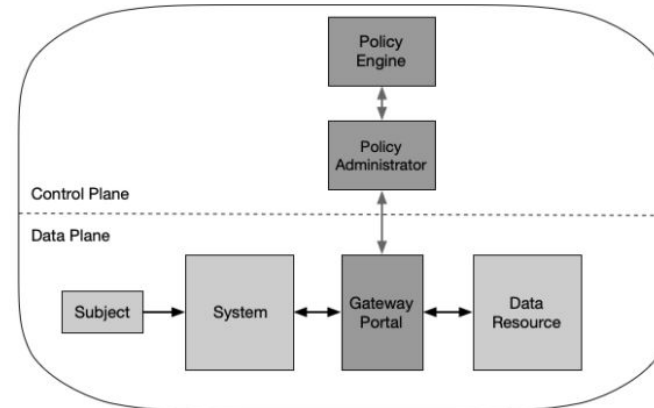 Policy
Engine
Policy
Administrator
Control Plane
Data Plane
Subject
System
Gateway
Portal
Data
Resource